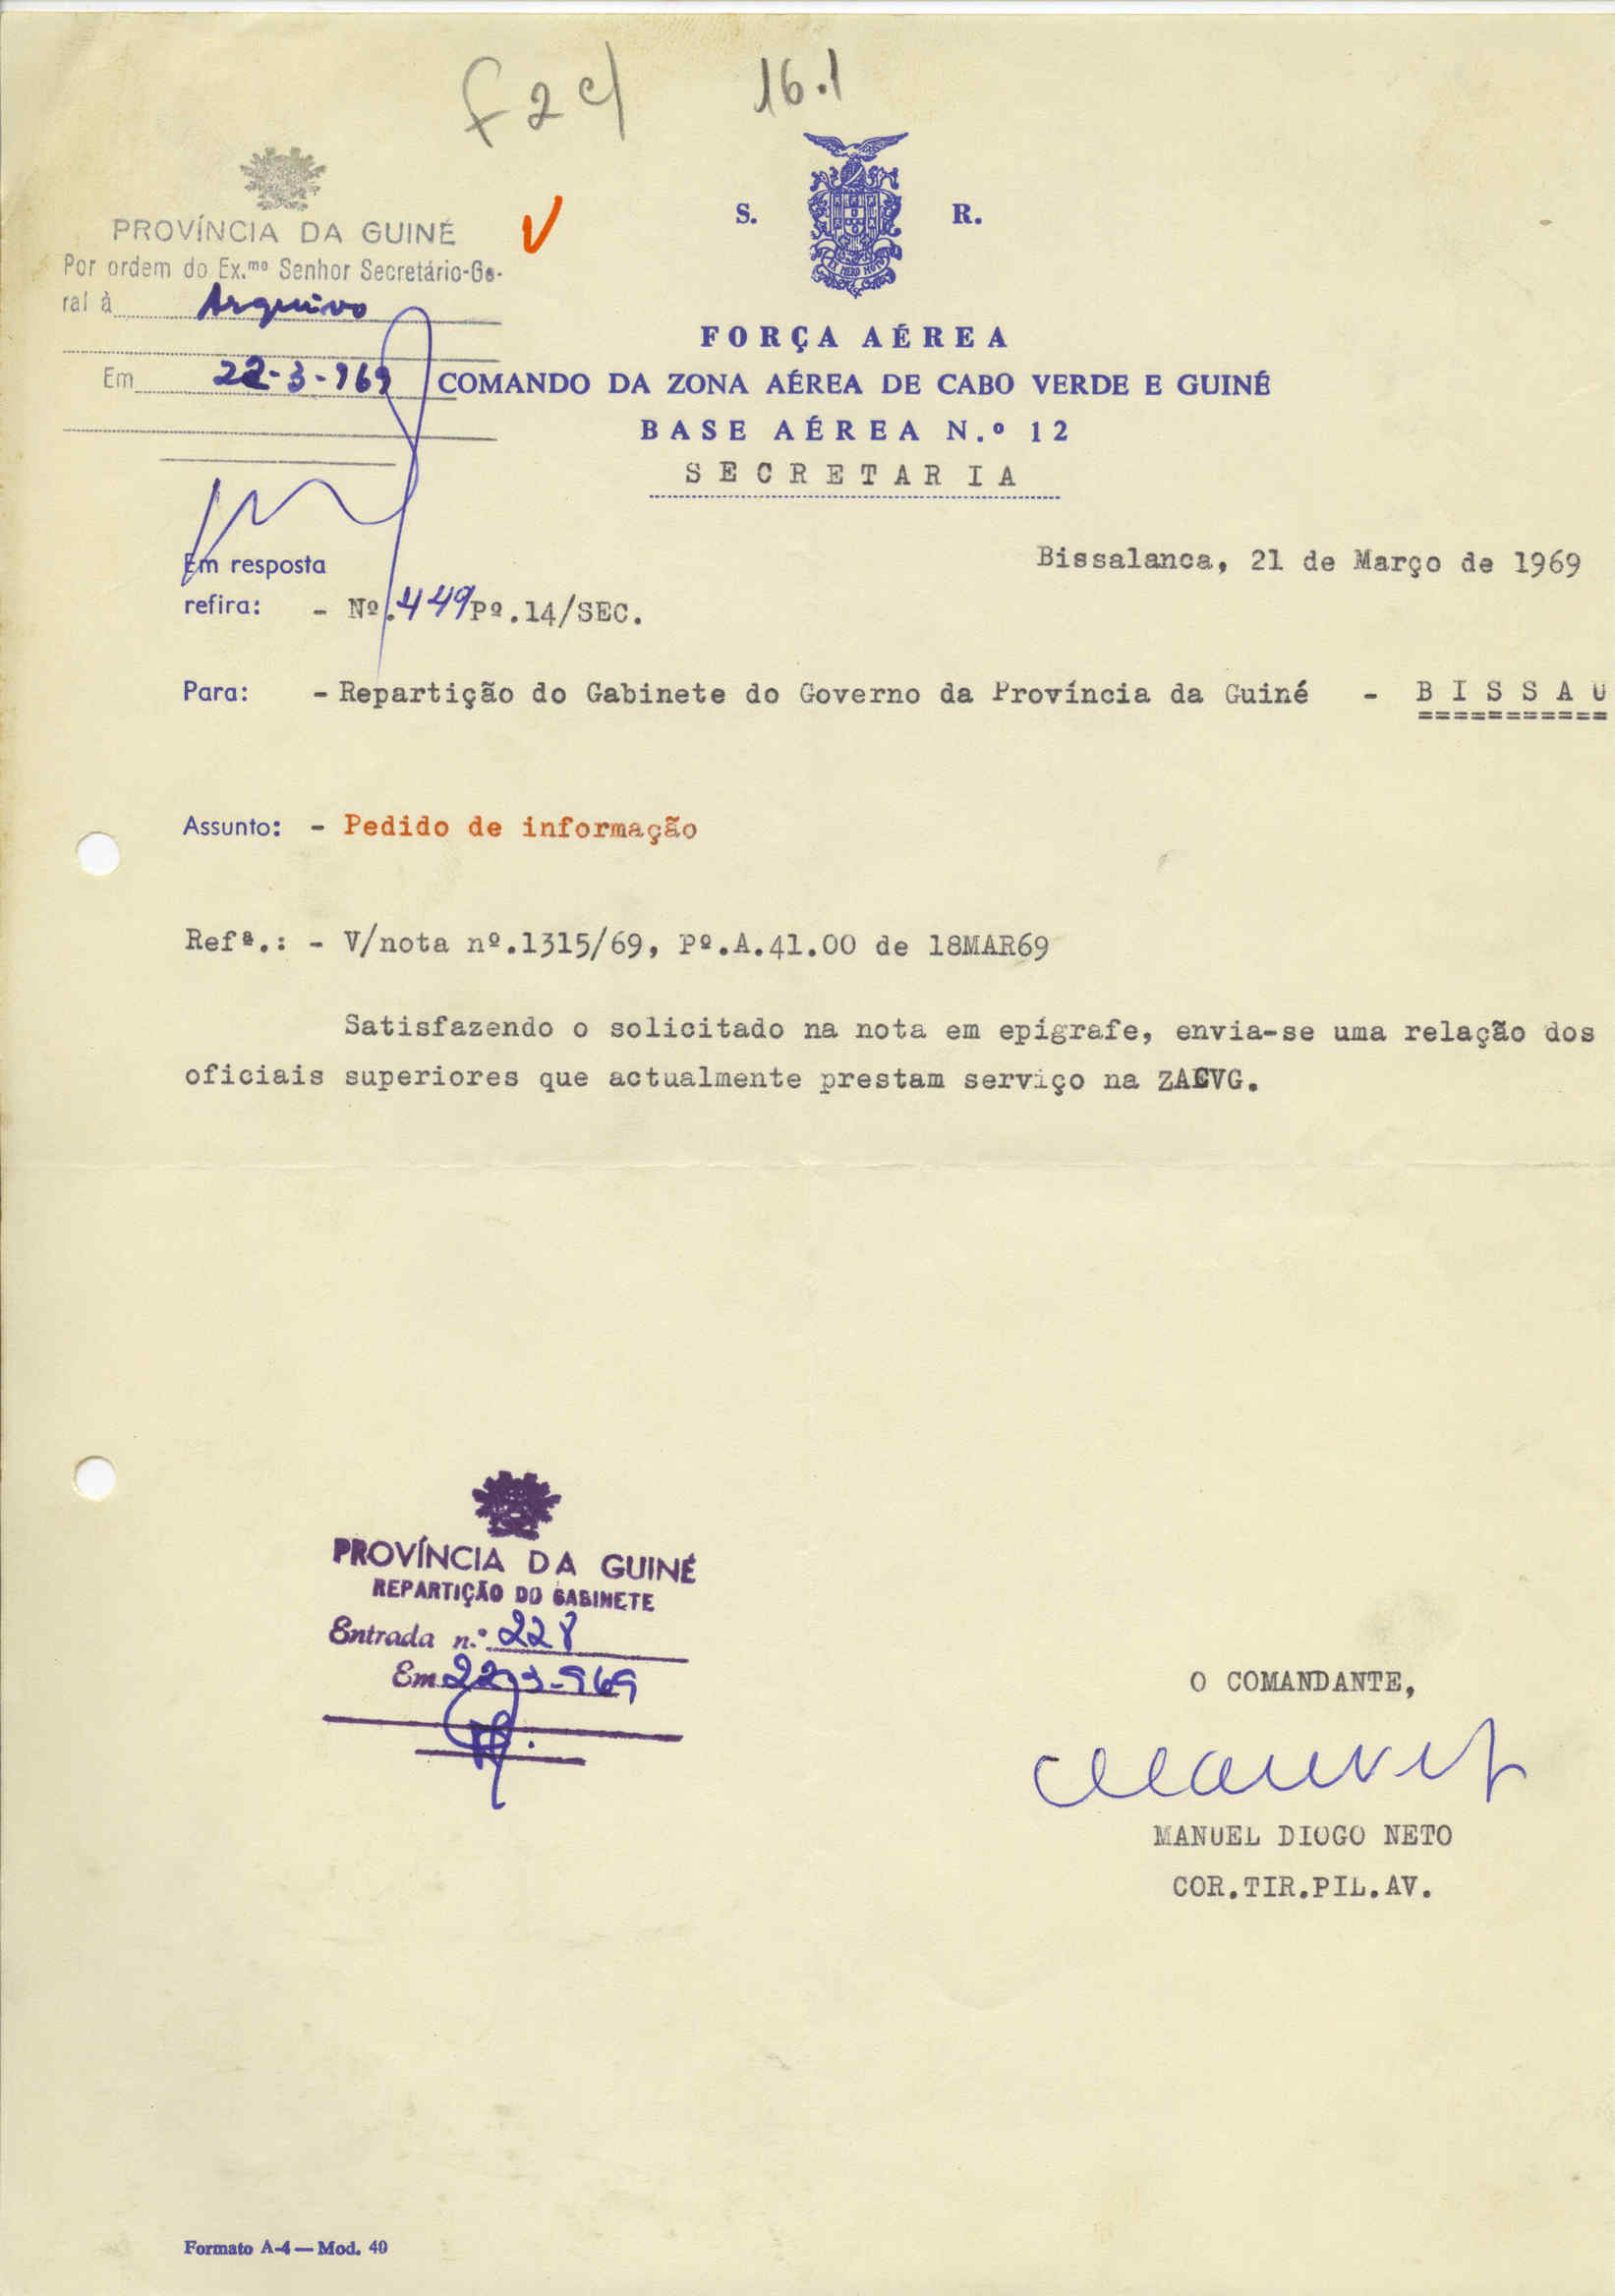 16.1
S. R.
PROVÍNCIA DA GUINÉ
Por ordem do Ex.mo Senhor Secretário-Ge-
ral à Arquivo
Em 22-3-969
FORÇA AÉREA
COMANDO DA ZONA AÉREA DE CABO VERDE E GUINÉ
BASE AÉREA N.º 12
SECRETARIA
Bissalanca, 21 de Março de 1969
Em resposta
refira: - Nº.449Pº.14/SEC.
Para: - Repartição do Gabinete do Governo da Província da Guiné - B I S S A U
Assunto: - Pedido de informação
Refª.: - V/nota nº.1315/69, Pº.A.41.00 de 18MAR69
Satisfazendo o solicitado na nota em epígrafe, envia-se uma relação dos
oficiais superiores que actualmente prestam serviço na ZACVG.
PROVÍNCIA DA GUINÉ
REPARTIÇÃO DO GABINETE
Entrada n.º 228
Em 22-3-969
O COMANDANTE,
MANUEL DIOGO NETO
COR.TIR.PIL.AV.
Formato A-4 — Mod. 40